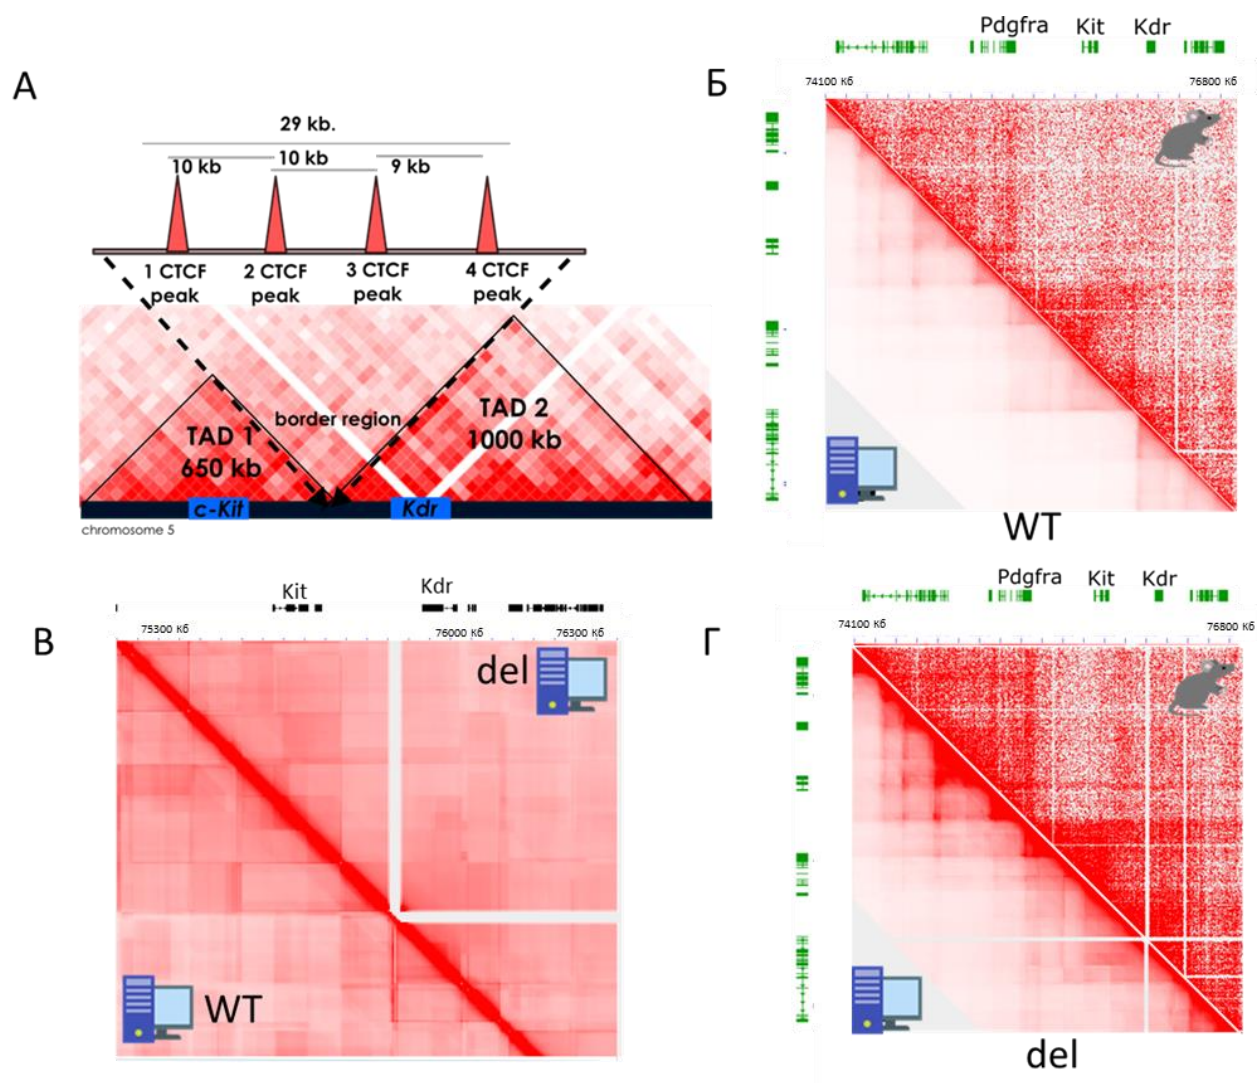 А
29 kb.
10 kb
10 kb
9 kb
1 CTCF
peak
2 CTCF
peak
3 CTCF
peak
4 CTCF
peak
border region
TAD 1
650 kb
TAD 2
1000 kb
c-Kit
Kdr
chromosome 5
Б
Pdgfra Kit Kdr
74100 Кб 76800 Кб
WT
В
Kit Kdr
75300 Кб 76000 Кб 76300 Кб
del
WT
Г
Pdgfra Kit Kdr
74100 Кб 76800 Кб
del